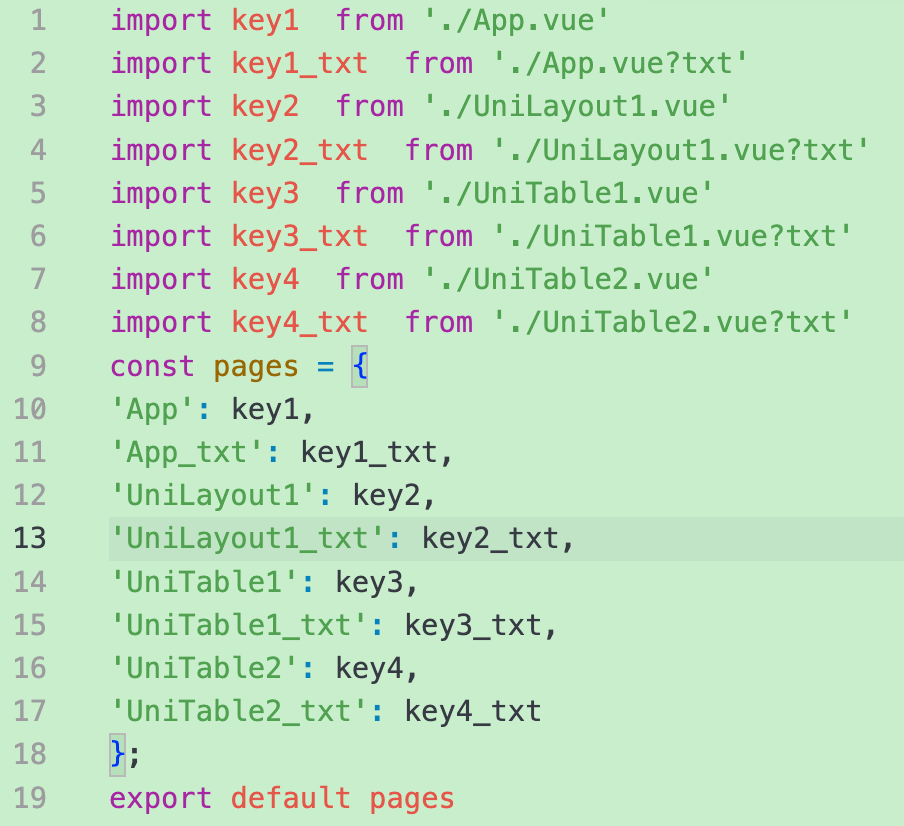 1 import key1  from './App.vue'
2 import key1_txt  from './App.vue?txt'
3 import key2  from './UniLayout1.vue'
4 import key2_txt  from './UniLayout1.vue?txt'
5 import key3  from './UniTable1.vue'
6 import key3_txt  from './UniTable1.vue?txt'
7 import key4  from './UniTable2.vue'
8 import key4_txt  from './UniTable2.vue?txt'
9 const pages = {
10 'App': key1,
11 'App_txt': key1_txt,
12 'UniLayout1': key2,
13 'UniLayout1_txt': key2_txt,
14 'UniTable1': key3,
15 'UniTable1_txt': key3_txt,
16 'UniTable2': key4,
17 'UniTable2_txt': key4_txt
18 };
19 export default pages